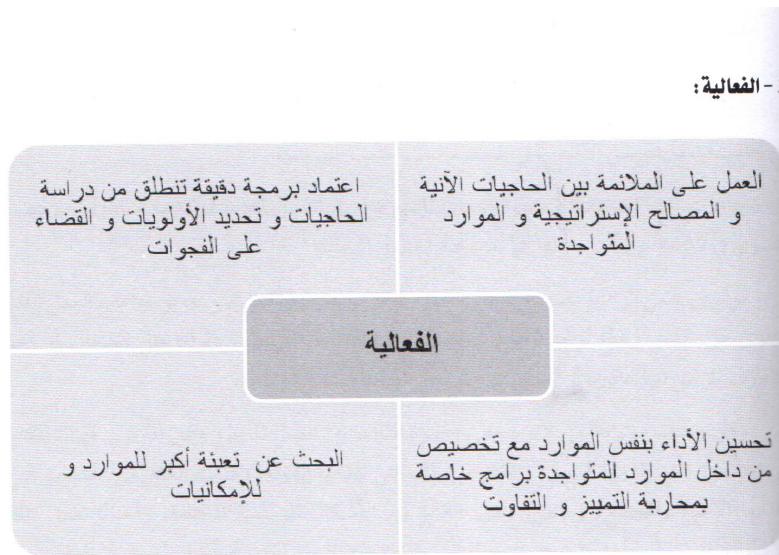 - الفعالية :
العمل على الملائمة بين الحاجيات الآنية
و المصالح الإستراتيجية و الموارد
المتواجدة
اعتماد برمجة دقيقة تنطلق من دراسة
الحاجيات و تحديد الأولويات و القضاء
على الفجوات
الفعالية
تحسين الأداء بنفس الموارد مع تخصيص
من داخل الموارد المتواجدة برامج خاصة
بمحاربة التمييز و التفاوت
البحث عن تعبئة أكبر للموارد و
للإمكانيات